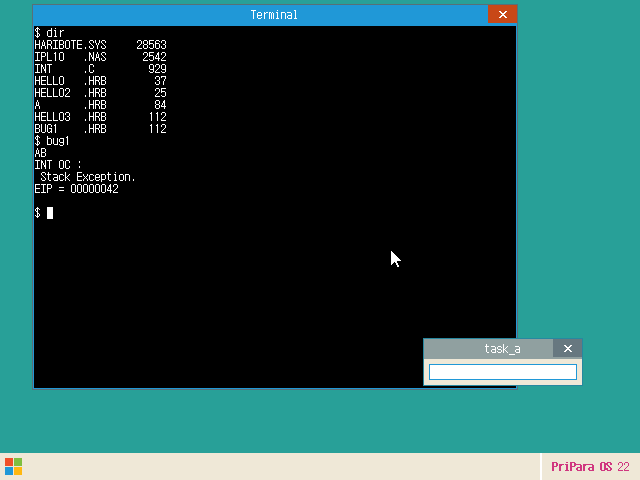 Terminal
$ dir
HARIBOTE.SYS     28563
IPL10   .NAS      2542
INT     .C         929
HELLO   .HRB        37
HELLO2  .HRB        25
A       .HRB        84
HELLO3  .HRB       112
BUG1    .HRB       112
$ bug1
AB
INT 0C :
 Stack Exception.
EIP = 00000042
$
task_a
PriPara OS 22